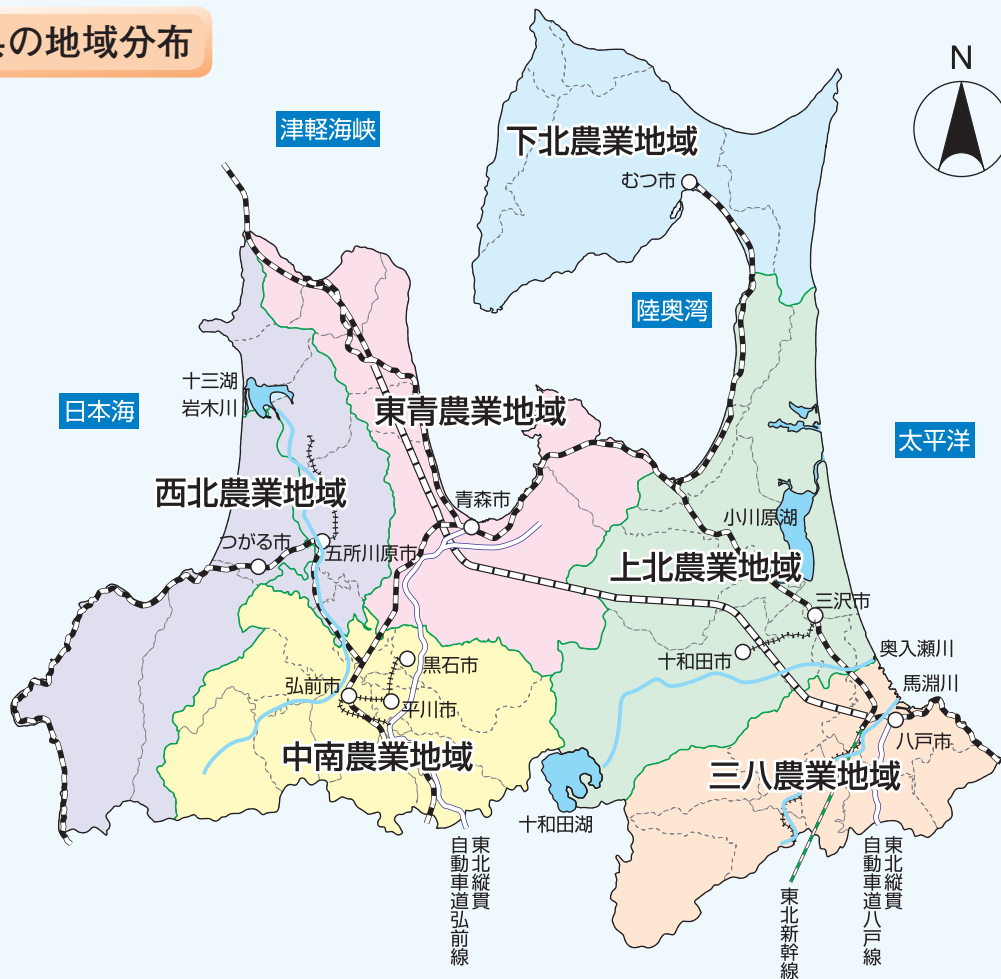 の地域分布
N
津軽海峡
下北農業地域
むつ市
陸奥湾
十三湖
岩木川
日本海
東青農業地域
太平洋
西北農業地域
青森市
小川原湖
つがる市
五所川原市
上北農業地域
三沢市
十和田市
奥入瀬川
黒石市
弘前市
平川市
馬淵川
八戸市
中南農業地域
三八農業地域
十和田湖
東北縦貫
自動車道弘前線
東北新幹線
東北縦貫
自動車道八戸線